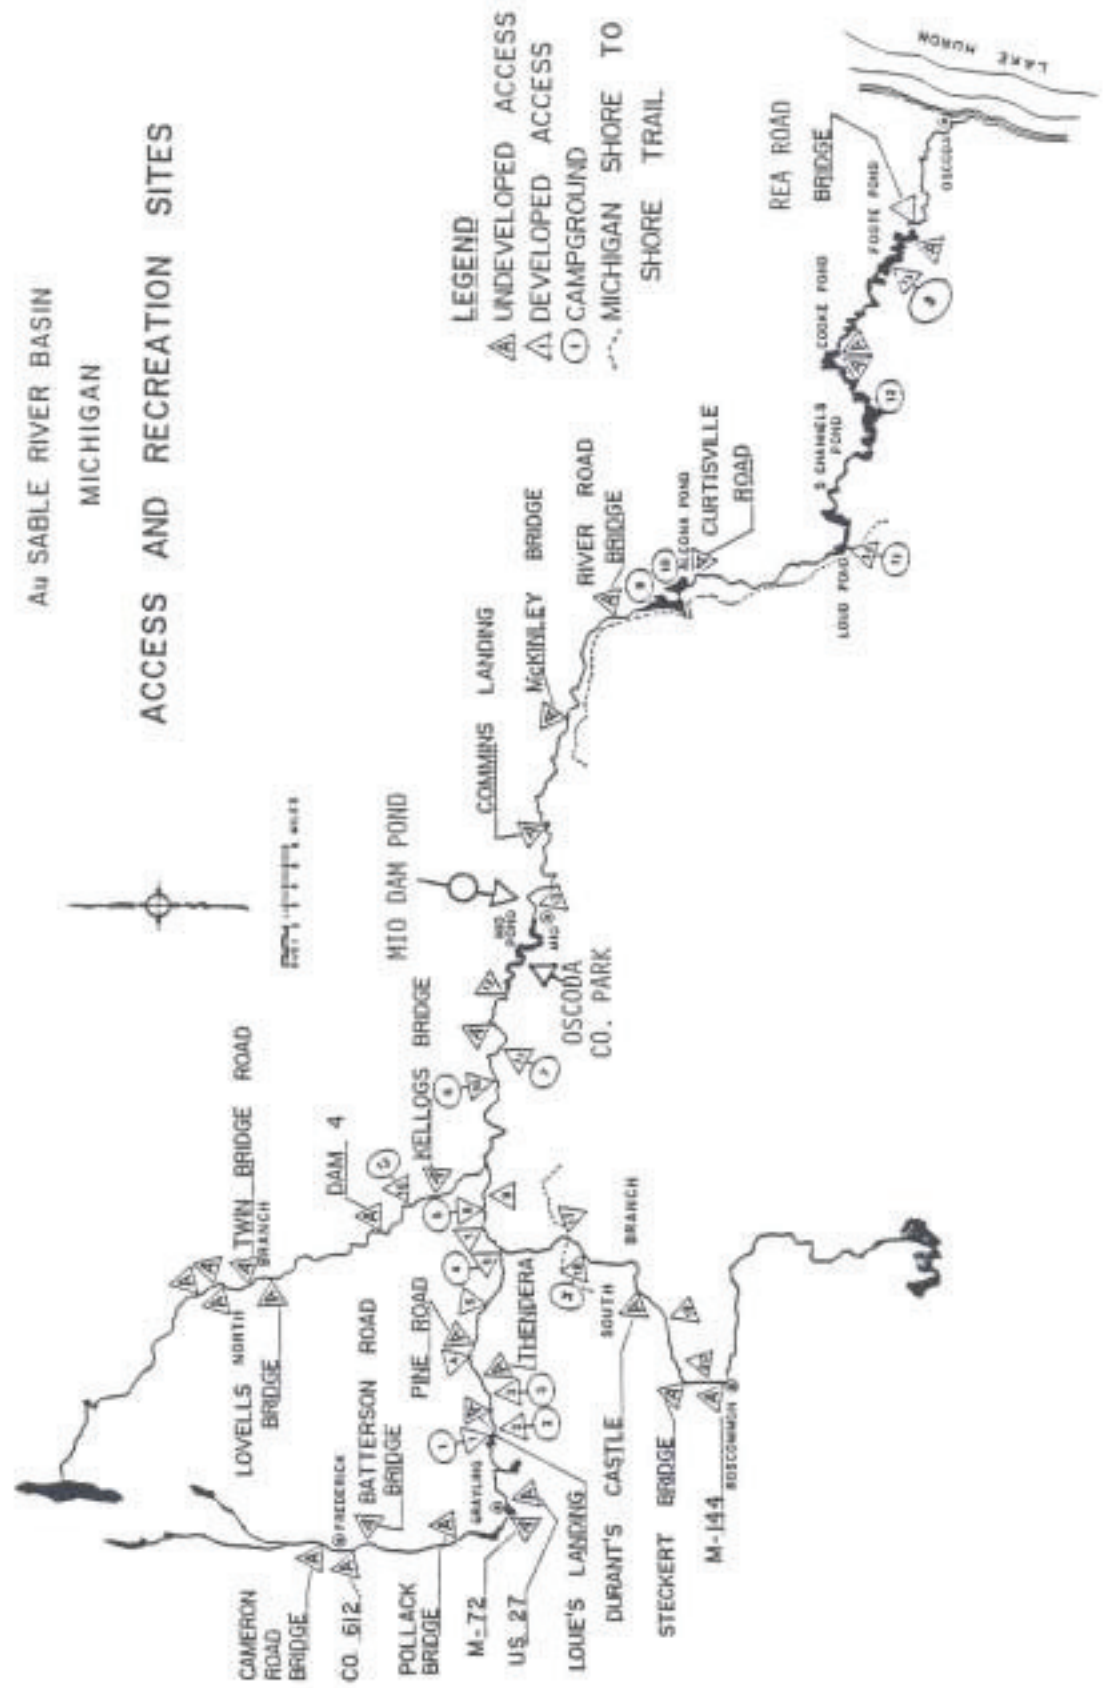 Au SABLE RIVER BASIN
MICHIGAN
ACCESS AND RECREATION SITES
LEGEND
A UNDEVELOPED ACCESS
1 DEVELOPED ACCESS
1 CAMPGROUND
MICHIGAN SHORE TO
SHORE TRAIL
LAKE HURON
REA ROAD
BRIDGE
OSCODA
FOOTE POND
COOKE POND
5 CHANNELS
POND
LOUD POND
CURTISVILLE
ROAD
ALCONA POND
RIVER ROAD
BRIDGE
McKINLEY BRIDGE
COMMINS LANDING
MIO DAM POND
MIO
POND
MIO
OSCODA
CO. PARK
MILES
KELLOGS BRIDGE
DAM 4
TWIN BRIDGE ROAD
NORTH
BRANCH
LOVELLS
BRIDGE
BATTERSON ROAD
BRIDGE
FREDERICK
PINE ROAD
THENDERA
SOUTH
BRANCH
GRAYLING
CAMERON
ROAD
BRIDGE
CO 612
POLLACK
BRIDGE
M-72
US 27
LOUE'S LANDING
DURANT'S CASTLE
STECKERT BRIDGE
M-144
ROSCOMMON